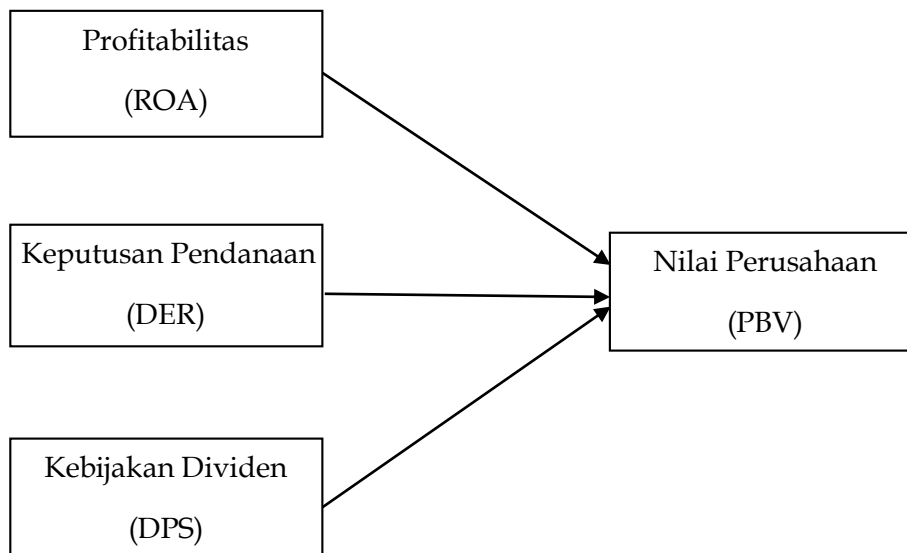 Profitabilitas
(ROA)
Keputusan Pendanaan
(DER)
Nilai Perusahaan
(PBV)
Kebijakan Dividen
(DPS)